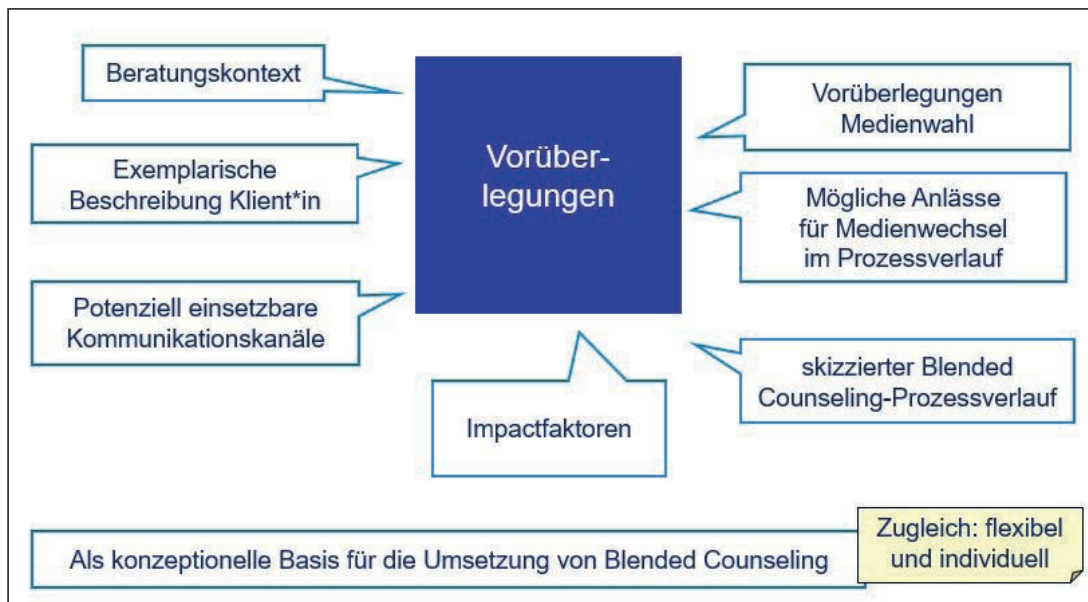 Beratungskontext
Exemplarische
Beschreibung Klient*in
Potenziell einsetzbare
Kommunikationskanäle
Vorüber-
legungen
Impactfaktoren
Vorüberlegungen
Medienwahl
Mögliche Anlässe
für Medienwechsel
im Prozessverlauf
skizzierter Blended
Counseling-Prozessverlauf
Als konzeptionelle Basis für die Umsetzung von Blended Counseling
Zugleich: flexibel
und individuell